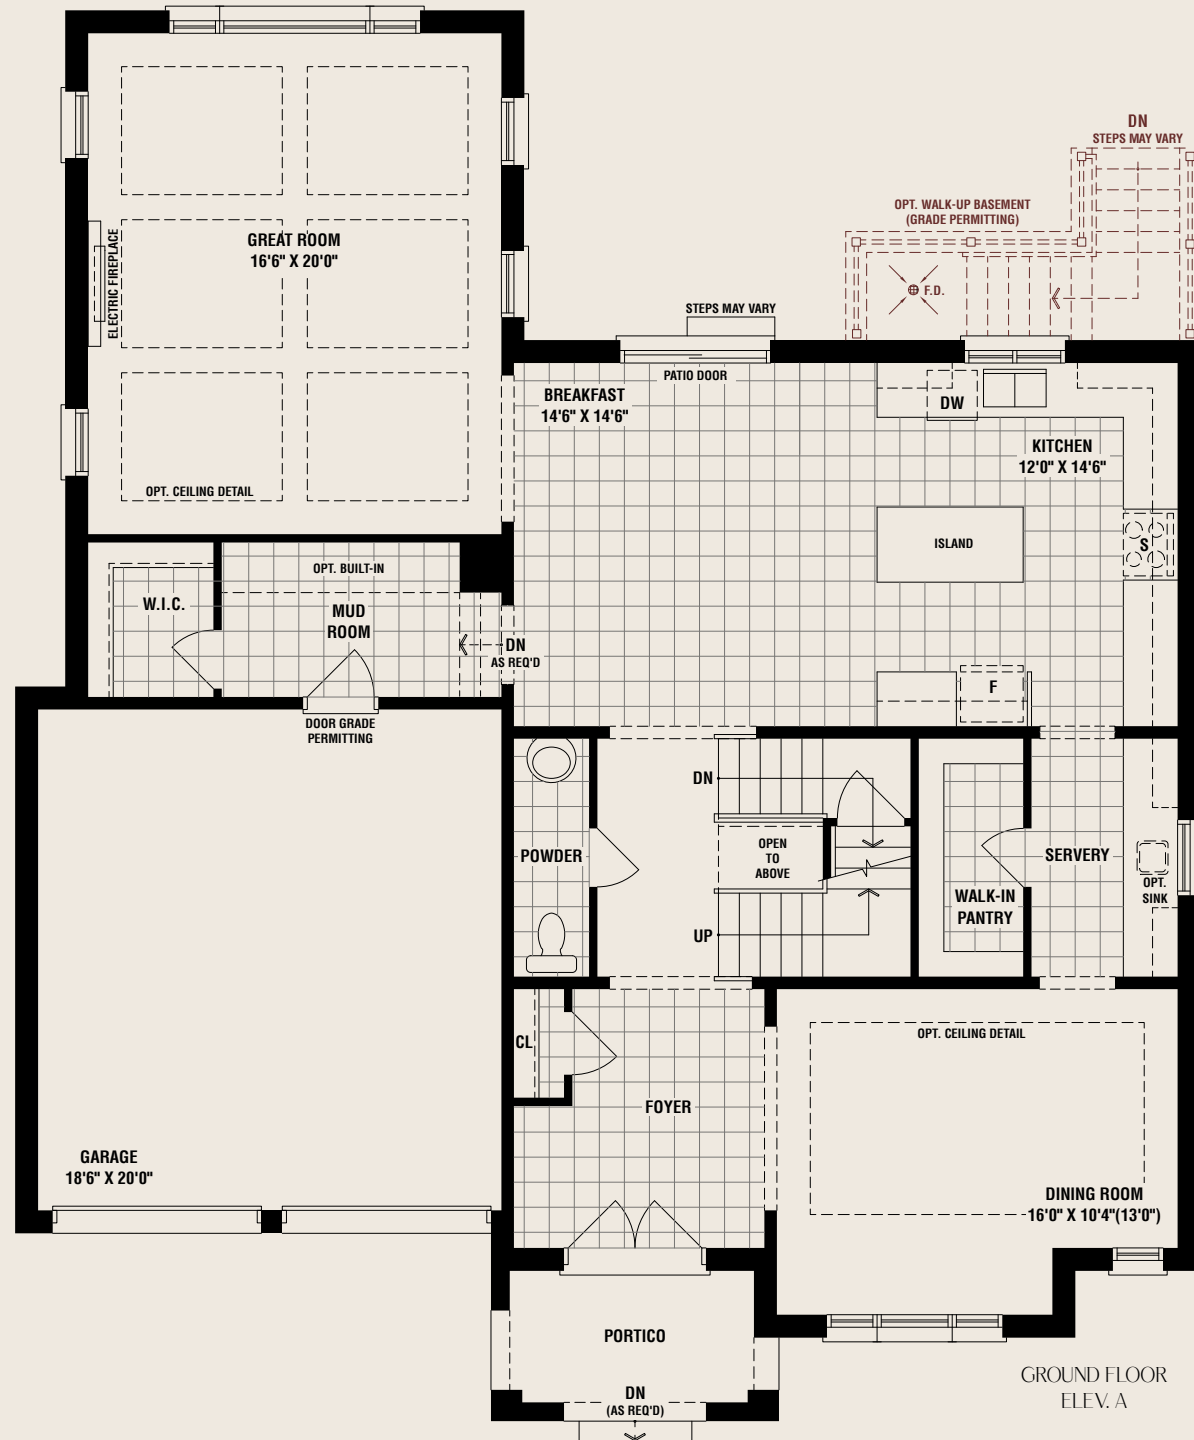 DN
STEPS MAY VARY
OPT. WALK-UP BASEMENT
(GRADE PERMITTING)
F.D.
GREAT ROOM
16'6" X 20'0"
ELECTRIC FIREPLACE
OPT. CEILING DETAIL
STEPS MAY VARY
PATIO DOOR
BREAKFAST
14'6" X 14'6"
DW
KITCHEN
12'0" X 14'6"
ISLAND
S
F
OPT. BUILT-IN
W.I.C.
MUD
ROOM
DN
AS REQ'D
DOOR GRADE
PERMITTING
DN
OPEN
TO
ABOVE
UP
POWDER
WALK-IN
PANTRY
SERVERY
OPT.
SINK
CL
FOYER
OPT. CEILING DETAIL
DINING ROOM
16'0" X 10'4"(13'0")
GARAGE
18'6" X 20'0"
PORTICO
DN
(AS REQ'D)
GROUND FLOOR
ELEV. A